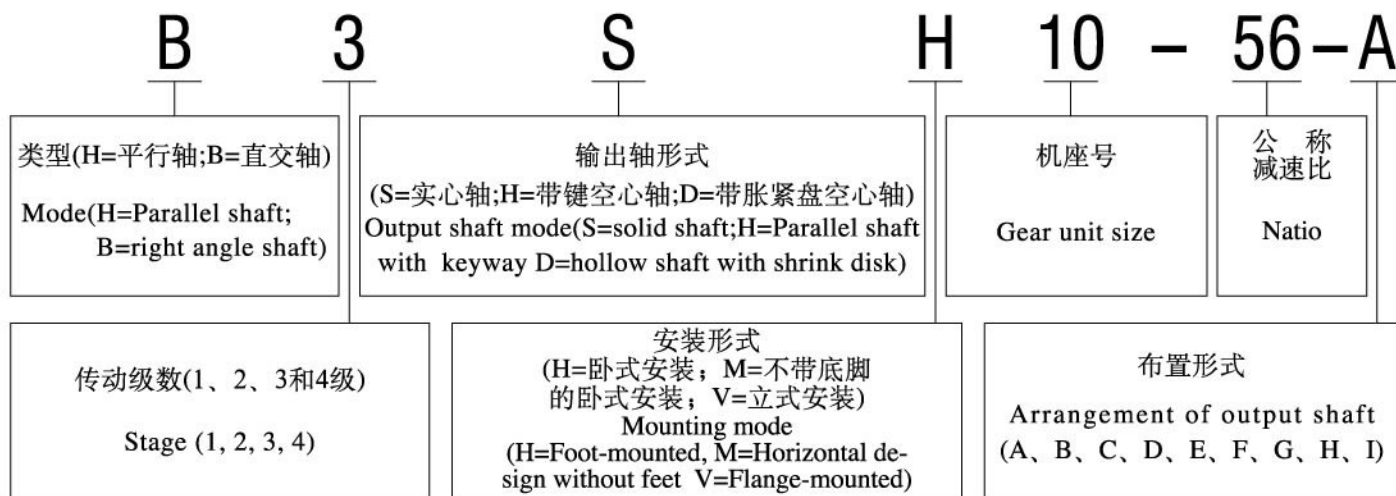 B 3 S H 10 - 56 - A
类型(H=平行轴;B=直交轴)
Mode(H=Parallel shaft;
B=right angle shaft)
输出轴形式
(S=实心轴;H=带键空心轴;D=带胀紧盘空心轴)
Output shaft mode(S=solid shaft;H=Parallel shaft
with keyway D=hollow shaft with shrink disk)
机座号
Gear unit size
公 称
减速比
Natio
传动级数(1、2、3和4级)
Stage (1, 2, 3, 4)
安装形式
(H=卧式安装；M=不带底脚
的卧式安装；V=立式安装)
Mounting mode
(H=Foot-mounted, M=Horizontal de-
sign without feet V=Flange-mounted)
布置形式
Arrangement of output shaft
(A、B、C、D、E、F、G、H、I)